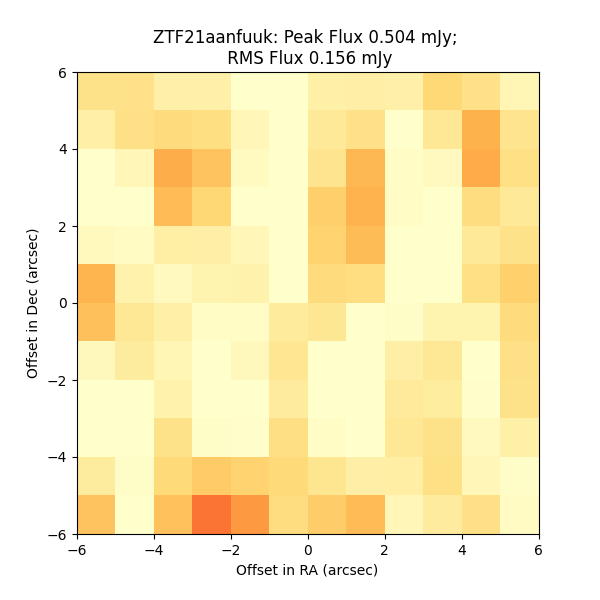 ZTF21aanfuuk: Peak Flux 0.504 mJy;
RMS Flux 0.156 mJy
6
4
2
0
−2
−4
−6
Offset in Dec (arcsec)
−6 −4 −2 0 2 4 6
Offset in RA (arcsec)